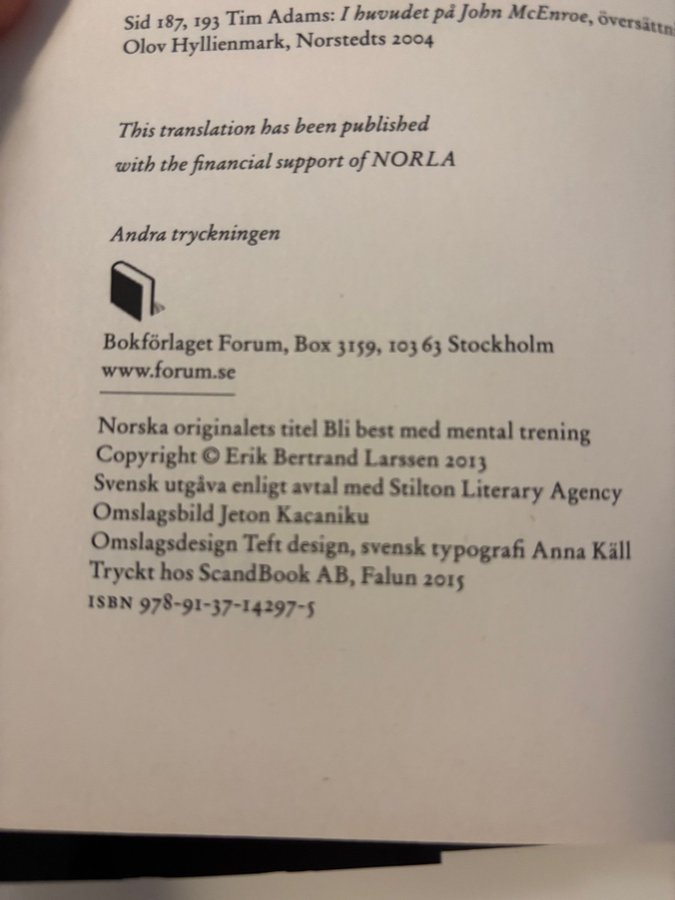 Sid 187, 193 Tim Adams: I huvudet på John McEnroe,
Olov Hyllienmark, Norstedts 2004
This translation has been published
with the financial support of NORLA
Andra tryckningen
Bokförlaget Forum, Box 3159, 103 63 Stockholm
www.forum.se
Norska originalets titel Bli best med mental trening
Copyright © Erik Bertrand Larssen 2013
Svensk utgåva enligt avtal med Stilton Literary Agency
Omslagsbild Jeton Kacaniku
Omslagsdesign Teft design, svensk typografi Anna Käll
Tryckt hos ScandBook AB, Falun 2015
ISBN 978-91-37-14297-5